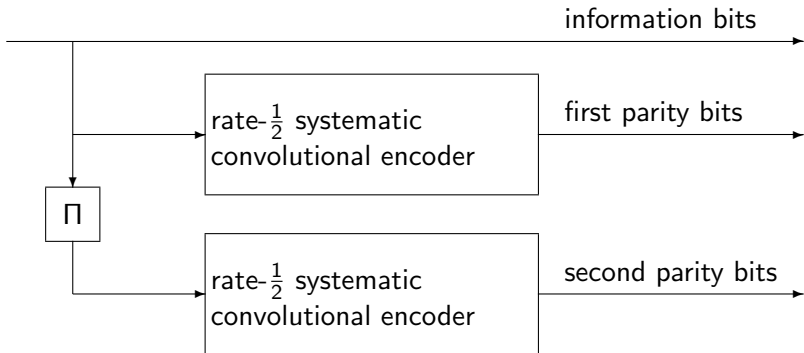 information bits
first parity bits
rate-1/2 systematic
convolutional encoder
Π
second parity bits
rate-1/2 systematic
convolutional encoder